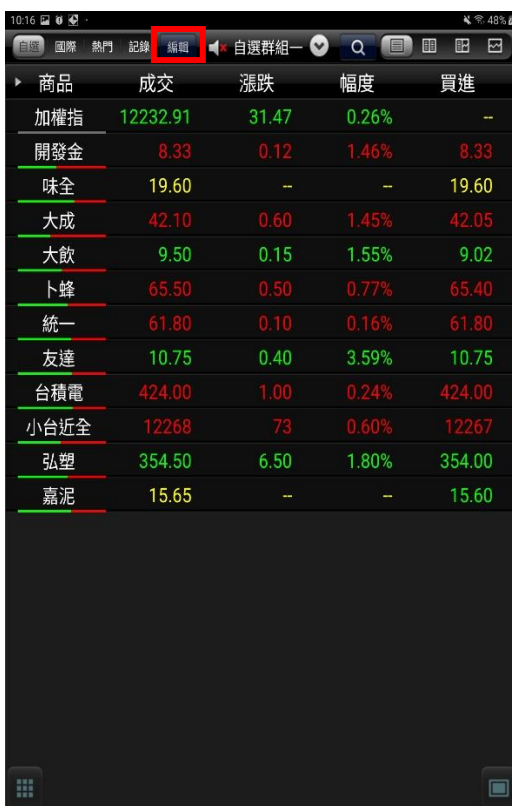 10:16 48%
自選 國際 熱門 記錄 編輯 自選群組一
商品 成交 漲跌 幅度 買進
加權指 12232.91 31.47 0.26% --
開發金 8.33 0.12 1.46% 8.33
味全 19.60 -- -- 19.60
大成 42.10 0.60 1.45% 42.05
大飲 9.50 0.15 1.55% 9.02
卜蜂 65.50 0.50 0.77% 65.40
統一 61.80 0.10 0.16% 61.80
友達 10.75 0.40 3.59% 10.75
台積電 424.00 1.00 0.24% 424.00
小台近全 12268 73 0.60% 12267
弘塑 354.50 6.50 1.80% 354.00
嘉泥 15.65 -- -- 15.60